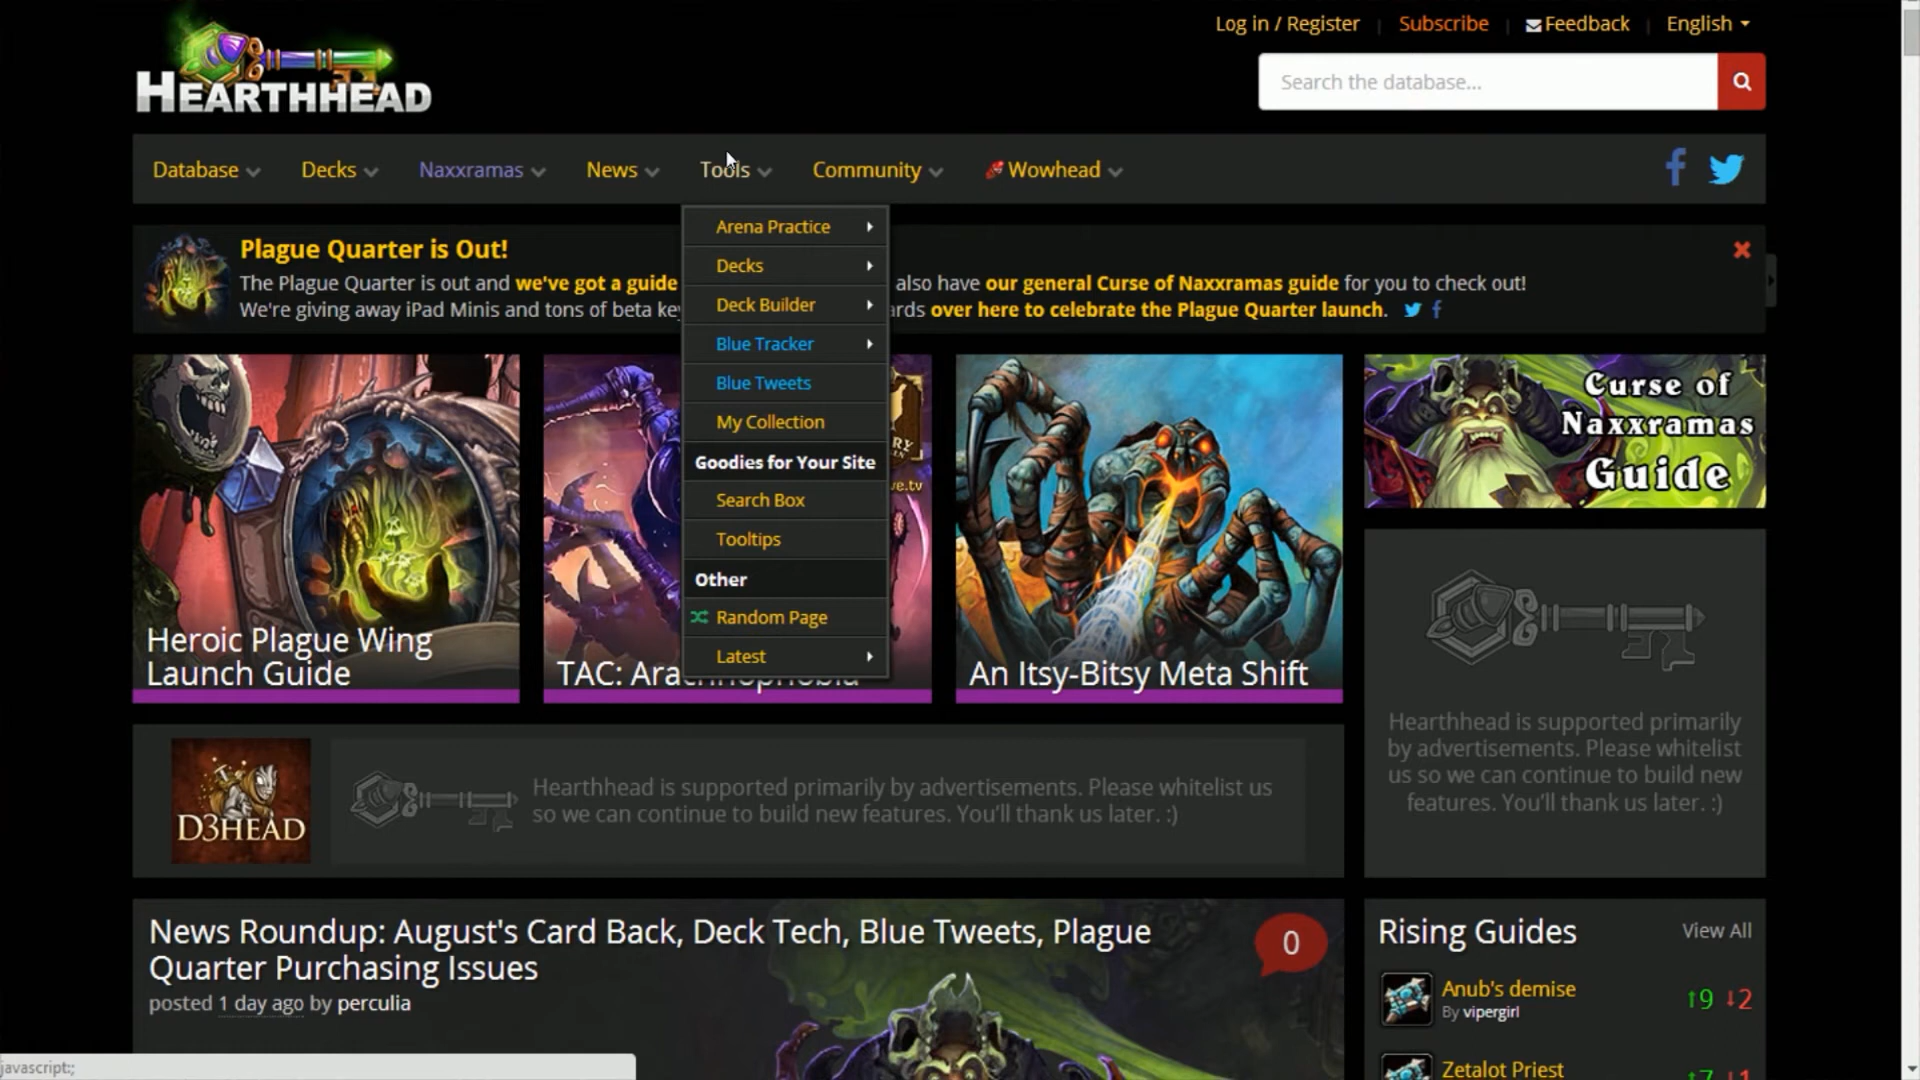 Log in / Register
Subscribe
Feedback
English
HEARTHHEAD
Search the database...
Database
Decks
Naxxramas
News
Tools
Community
Wowhead
Arena Practice
Decks
Deck Builder
Blue Tracker
Blue Tweets
My Collection
Goodies for Your Site
Search Box
Tooltips
Other
Random Page
Latest
Plague Quarter is Out!
The Plague Quarter is out and we've got a guide also have our general Curse of Naxxramas guide for you to check out!
We're giving away iPad Minis and tons of beta over here to celebrate the Plague Quarter launch.
Heroic Plague Wing
Launch Guide
TAC:
An Itsy-Bitsy Meta Shift
Curse of
Naxxramas
Guide
Hearthhead is supported primarily
by advertisements. Please whitelist
us so we can continue to build new
features. You'll thank us later. :)
D3HEAD
Hearthhead is supported primarily by advertisements. Please whitelist us
so we can continue to build new features. You'll thank us later. :)
News Roundup: August's Card Back, Deck Tech, Blue Tweets, Plague
Quarter Purchasing Issues
posted 1 day ago by perculia
0
Rising Guides
View All
Anub's demise
By vipergirl
9 2
Zetalot Priest
7 1
javascript:;